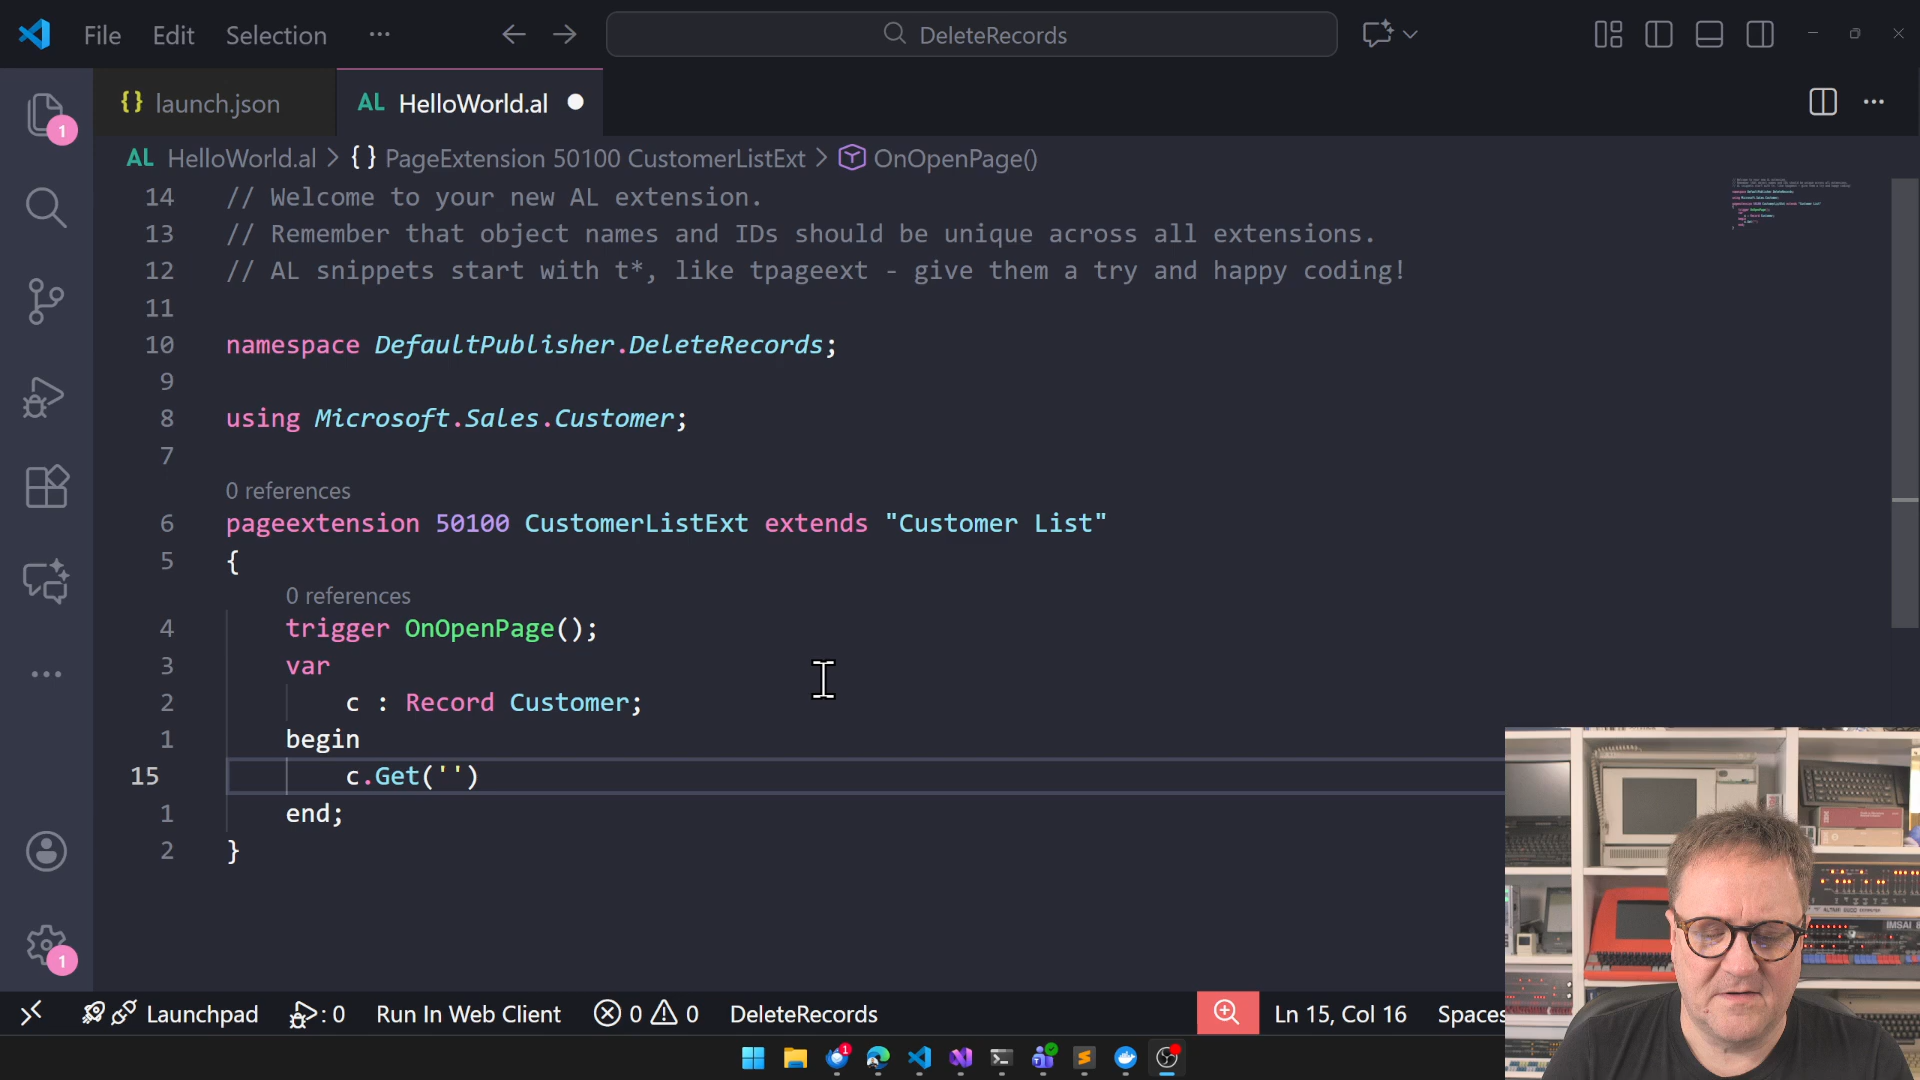 File Edit Selection ··· DeleteRecords
{} launch.json AL HelloWorld.al
AL HelloWorld.al > {} PageExtension 50100 CustomerListExt > OnOpenPage()
14 // Welcome to your new AL extension.
13 // Remember that object names and IDs should be unique across all extensions.
12 // AL snippets start with t*, like tpageext - give them a try and happy coding!
11
10 namespace DefaultPublisher.DeleteRecords;
9
8 using Microsoft.Sales.Customer;
7
0 references
6 pageextension 50100 CustomerListExt extends "Customer List"
5 {
0 references
4 trigger OnOpenPage();
3 var
2 c : Record Customer;
1 begin
15 c.Get('')
1 end;
2 }
1
1
Launchpad : 0 Run In Web Client 0 0 DeleteRecords Ln 15, Col 16 Spaces
1